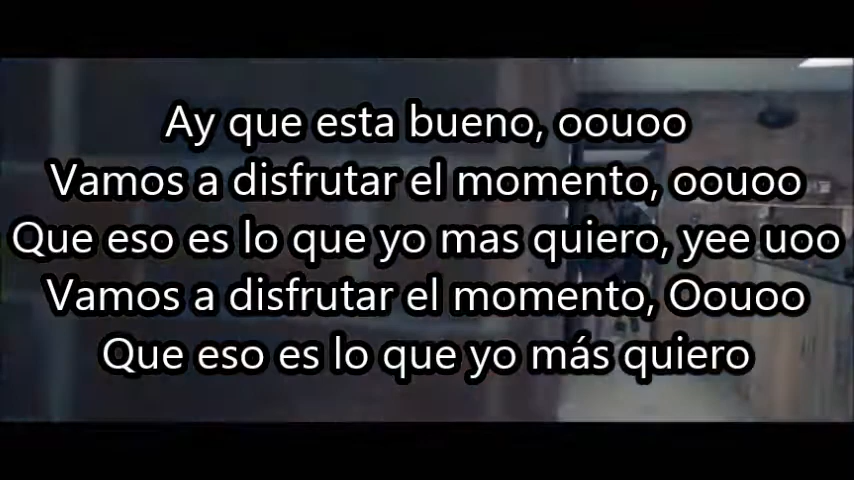 Ay que esta bueno, oouoo
Vamos a disfrutar el momento, oouoo
Que eso es lo que yo mas quiero, yee uoo
Vamos a disfrutar el momento, Oouoo
Que eso es lo que yo más quiero